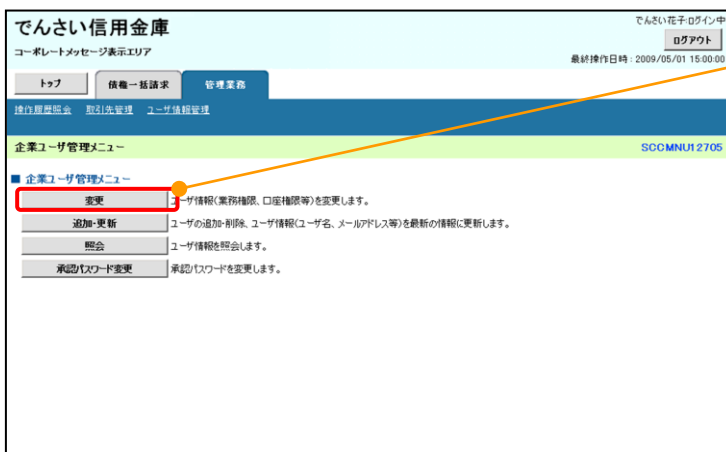 でんさい信用金庫
コーポレートメッセージ表示エリア
でんさい花子:ログイン中
ログアウト
最終操作日時：2009/05/01 15:00:00
トップ 債権一括請求 管理業務
操作履歴照会 取引先管理 ユーザ情報管理
企業ユーザ管理メニュー SCCMNU12705
■ 企業ユーザ管理メニュー
変更 ユーザ情報(業務権限、口座権限等)を変更します。
追加・更新 ユーザの追加・削除、ユーザ情報(ユーザ名、メールアドレス等)を最新の情報に更新します。
照会 ユーザ情報を照会します。
承認パスワード変更 承認パスワードを変更します。